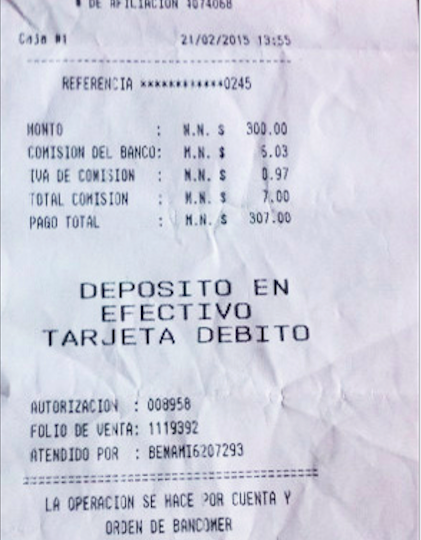 # DE AFILIACION 4074068
Caja #1 21/02/2015 13:55
REFERENCIA ************0245
MONTO : M.N. $ 300.00
COMISION DEL BANCO: M.N. $ 6.03
IVA DE COMISION : M.N. $ 0.97
TOTAL COMISION : M.N. $ 7.00
PAGO TOTAL : M.N. $ 307.00
DEPOSITO EN
EFECTIVO
TARJETA DEBITO
AUTORIZACION : 008958
FOLIO DE VENTA: 1119392
ATENDIDO POR : BEMAMI6207293
LA OPERACION SE HACE POR CUENTA Y
ORDEN DE BANCOMER